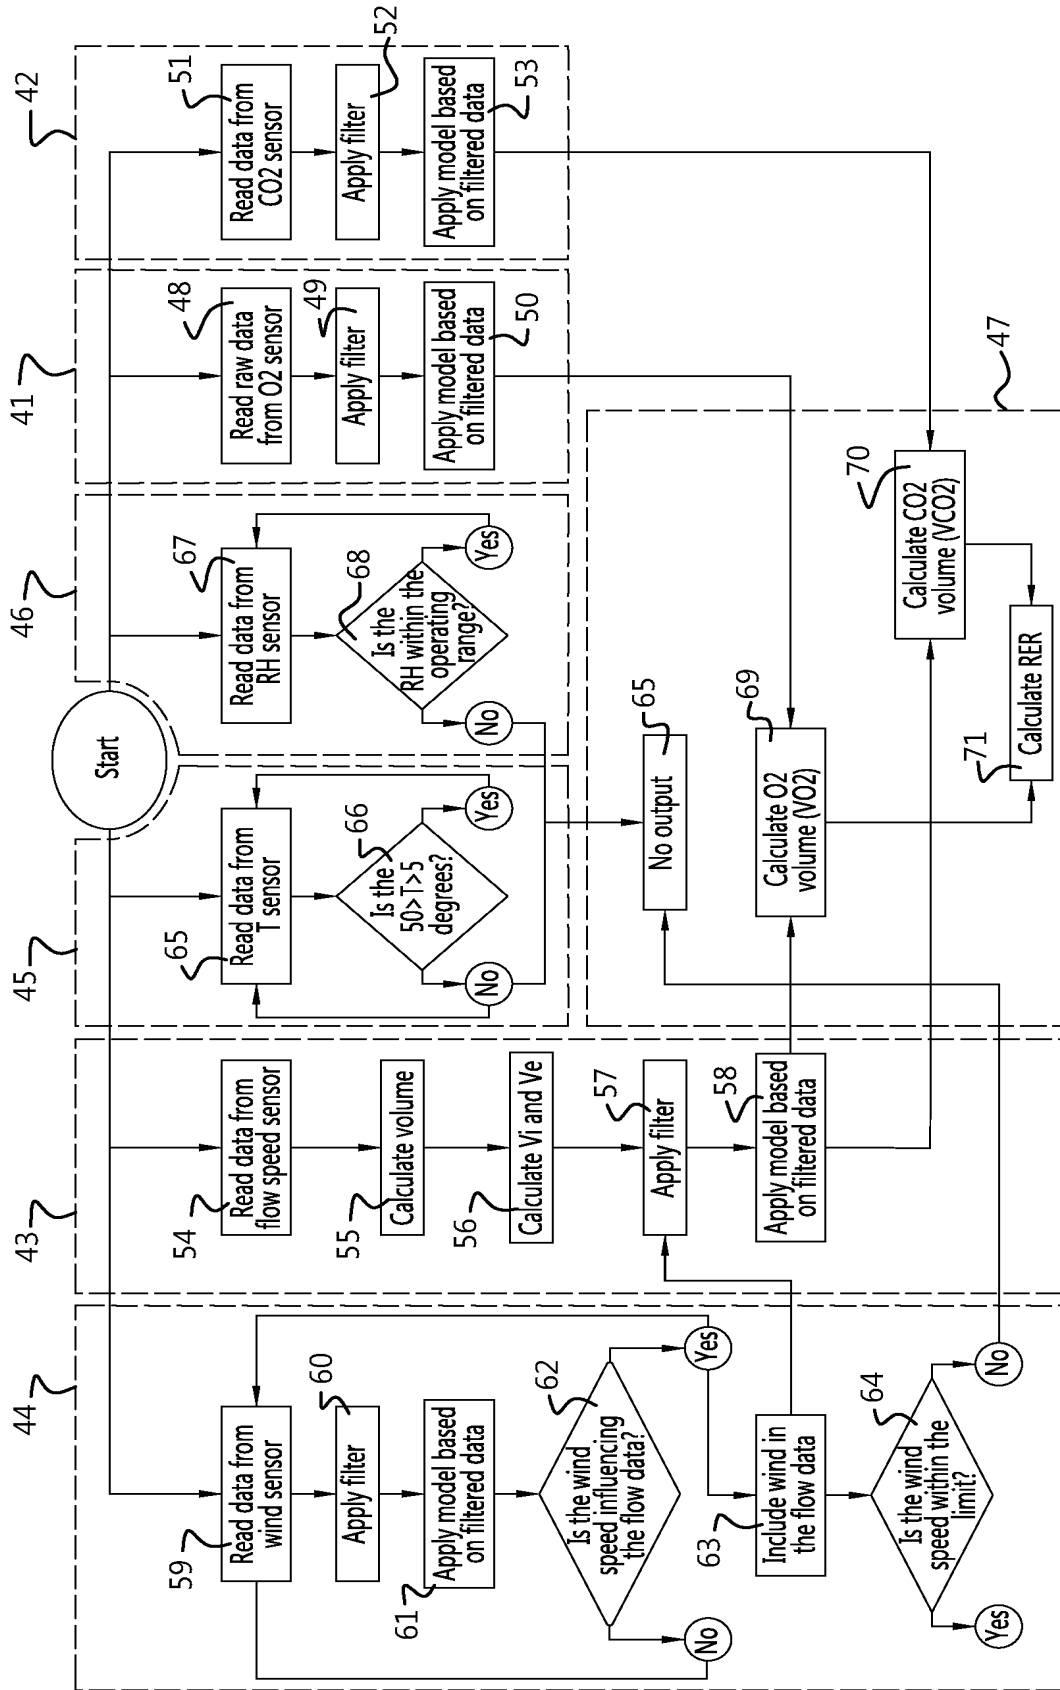 Start
44
59
Read data from
wind sensor
60
Apply filter
61
Apply model based
on filtered data
62
Is the wind
speed influencing
the flow data?
Yes
No
63
Include wind in
the flow data
64
Is the wind
speed within the
limit?
Yes
No
43
54
Read data from
flow speed sensor
55
Calculate volume
56
Calculate Vi and Ve
57
Apply filter
58
Apply model based
on filtered data
45
65
Read data from
T sensor
66
Is the
50>T>5
degrees?
Yes
No
46
67
Read data from
RH sensor
68
Is the
RH within the
operating
range?
Yes
No
41
48
Read raw data
from O2 sensor
49
Apply filter
50
Apply model based
on filtered data
42
51
Read data from
CO2 sensor
52
Apply filter
53
Apply model based
on filtered data
47
65
No output
69
Calculate O2
volume (VO2)
70
Calculate CO2
volume (VCO2)
71
Calculate RER